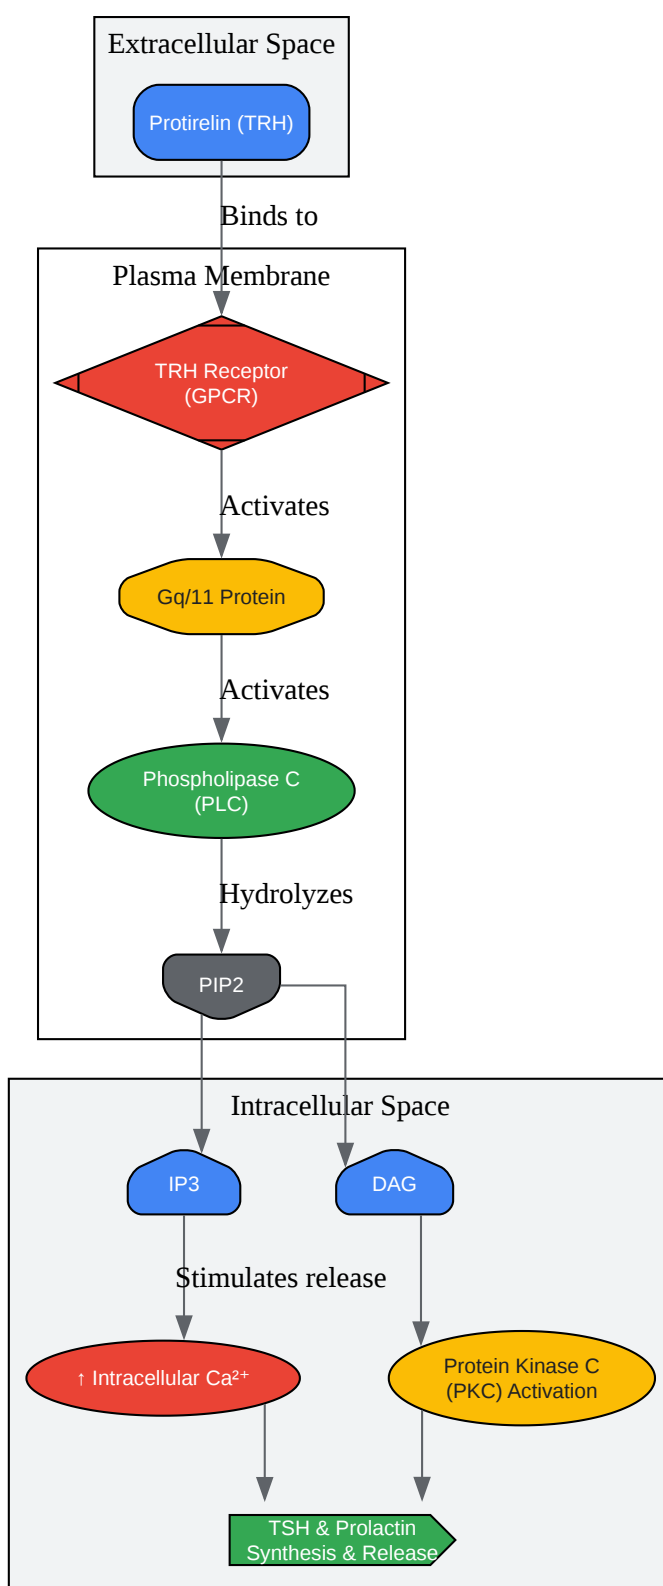 Extracellular Space
Protirelin (TRH)
Binds to
Plasma Membrane
TRH Receptor
(GPCR)
Activates
Gq/11 Protein
Activates
Phospholipase C
(PLC)
Hydrolyzes
PIP2
Intracellular Space
IP3
DAG
Stimulates release
↑ Intracellular Ca²⁺
Protein Kinase C
(PKC) Activation
TSH & Prolactin
Synthesis & Release